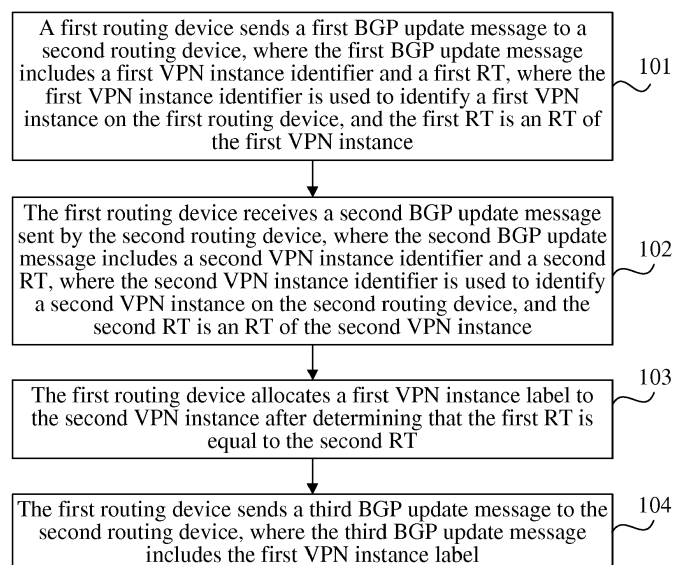 A first routing device sends a first BGP update message to a
second routing device, where the first BGP update message
includes a first VPN instance identifier and a first RT, where the
first VPN instance identifier is used to identify a first VPN
instance on the first routing device, and the first RT is an RT of
the first VPN instance
101
The first routing device receives a second BGP update message
sent by the second routing device, where the second BGP update
message includes a second VPN instance identifier and a second
RT, where the second VPN instance identifier is used to identify
a second VPN instance on the second routing device, and the
second RT is an RT of the second VPN instance
102
The first routing device allocates a first VPN instance label to
the second VPN instance after determining that the first RT is
equal to the second RT
103
The first routing device sends a third BGP update message to the
second routing device, where the third BGP update message
includes the first VPN instance label
104